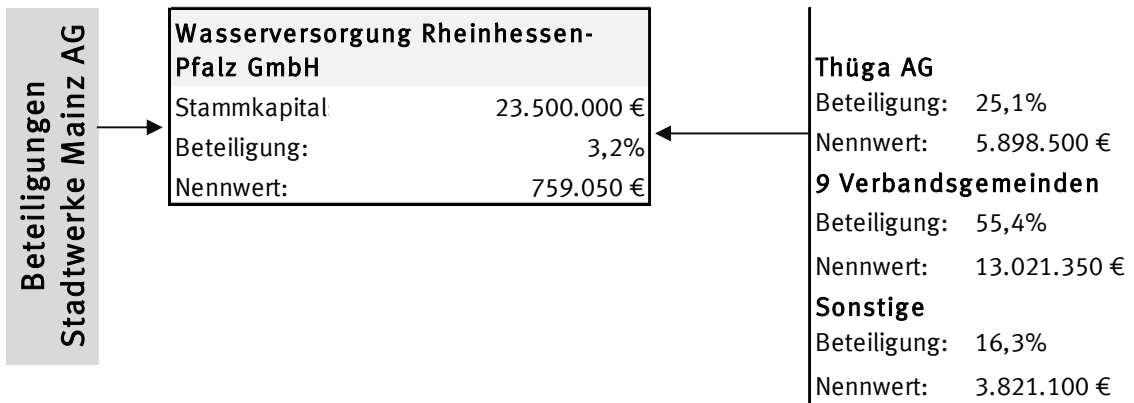 Beteiligungen
Stadtwerke Mainz AG
Wasserversorgung Rheinhessen-
Pfalz GmbH
Stammkapital: 23.500.000 €
Beteiligung: 3,2%
Nennwert: 759.050 €
Thüga AG
Beteiligung: 25,1%
Nennwert: 5.898.500 €
9 Verbandsgemeinden
Beteiligung: 55,4%
Nennwert: 13.021.350 €
Sonstige
Beteiligung: 16,3%
Nennwert: 3.821.100 €